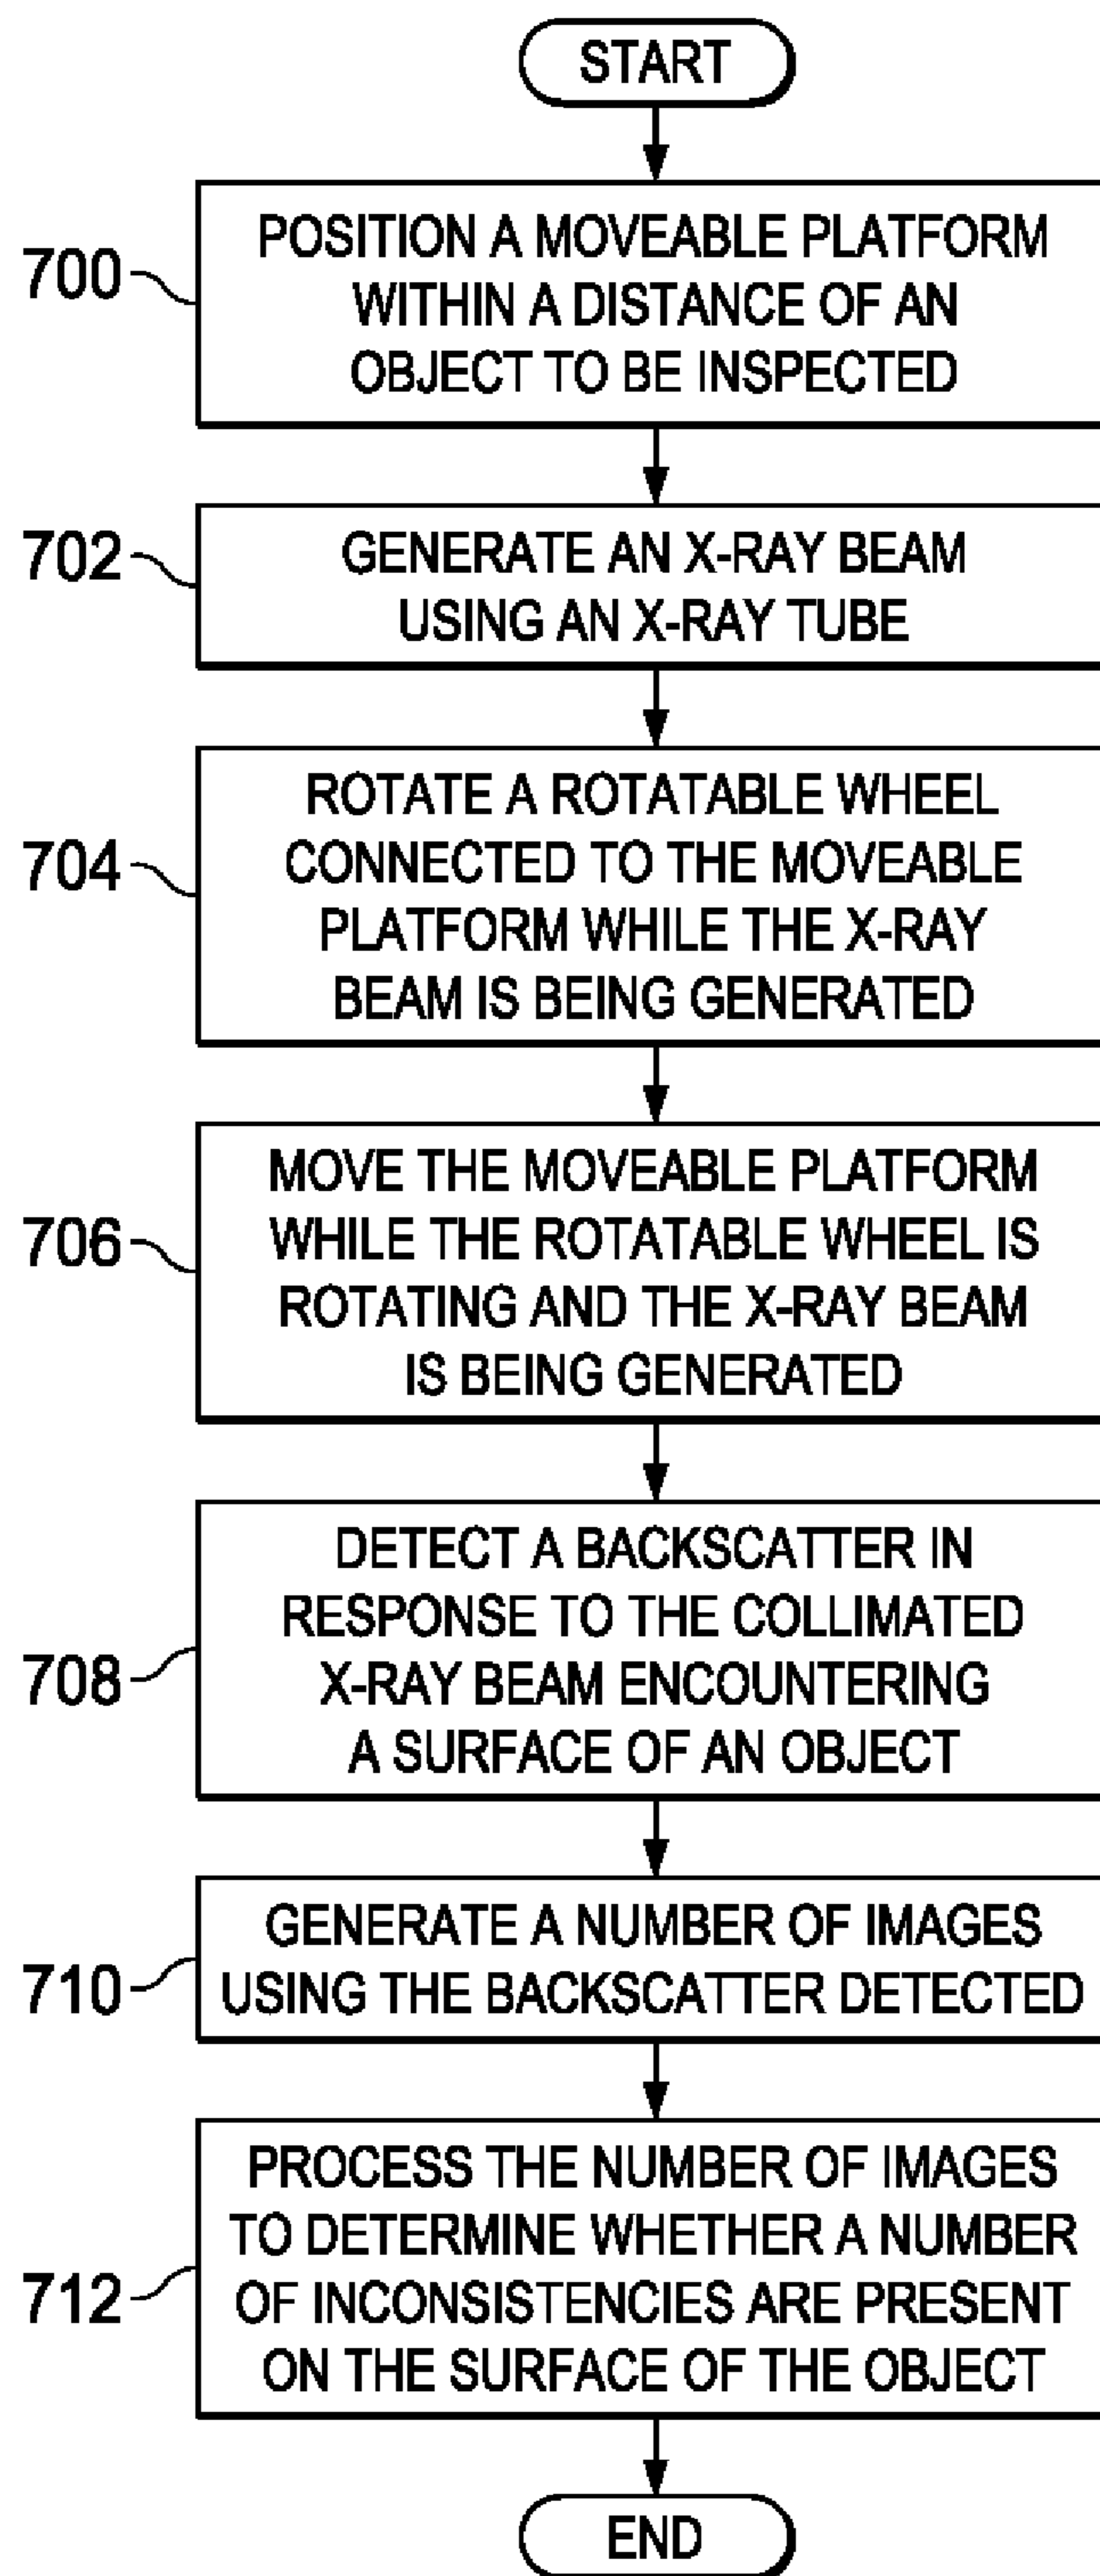 START
700
POSITION A MOVEABLE PLATFORM
WITHIN A DISTANCE OF AN
OBJECT TO BE INSPECTED
702
GENERATE AN X-RAY BEAM
USING AN X-RAY TUBE
704
ROTATE A ROTATABLE WHEEL
CONNECTED TO THE MOVEABLE
PLATFORM WHILE THE X-RAY
BEAM IS BEING GENERATED
706
MOVE THE MOVEABLE PLATFORM
WHILE THE ROTATABLE WHEEL IS
ROTATING AND THE X-RAY BEAM
IS BEING GENERATED
708
DETECT A BACKSCATTER IN
RESPONSE TO THE COLLIMATED
X-RAY BEAM ENCOUNTERING
A SURFACE OF AN OBJECT
710
GENERATE A NUMBER OF IMAGES
USING THE BACKSCATTER DETECTED
712
PROCESS THE NUMBER OF IMAGES
TO DETERMINE WHETHER A NUMBER
OF INCONSISTENCIES ARE PRESENT
ON THE SURFACE OF THE OBJECT
END